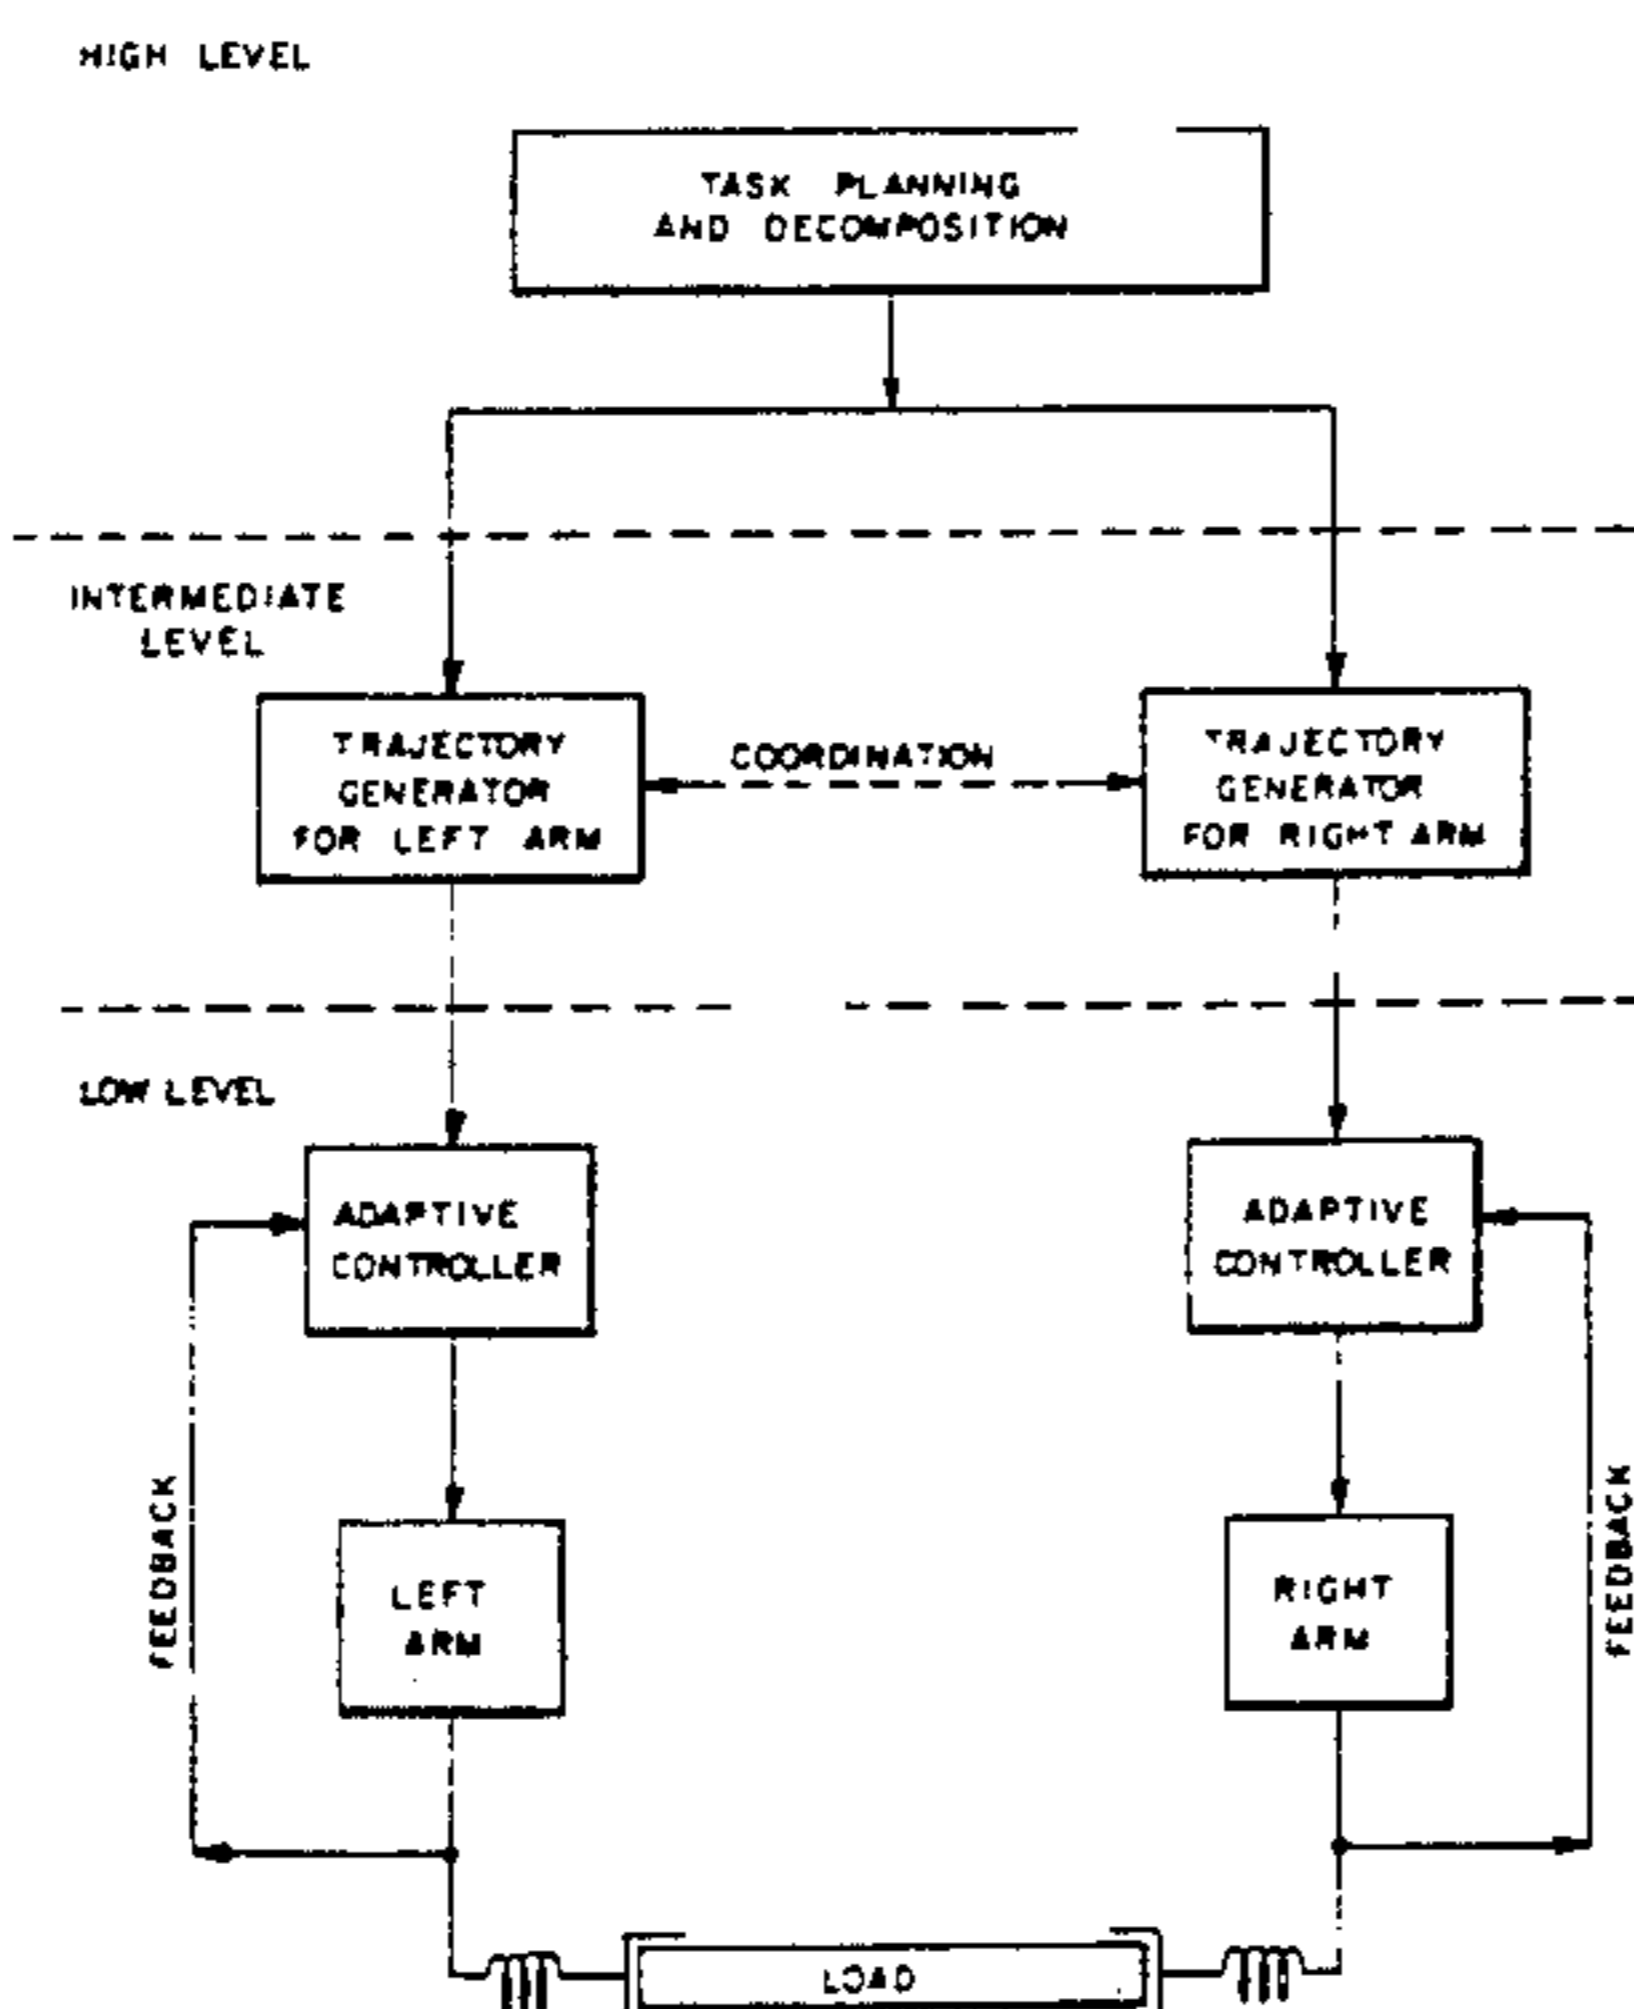 HIGH LEVEL
TASK PLANNING
AND DECOMPOSITION
INTERMEDIATE
LEVEL
TRAJECTORY
GENERATOR
FOR LEFT ARM
COORDINATION
TRAJECTORY
GENERATOR
FOR RIGHT ARM
LOW LEVEL
ADAPTIVE
CONTROLLER
ADAPTIVE
CONTROLLER
FEEDBACK
LEFT
ARM
RIGHT
ARM
FEEDBACK
LOAD